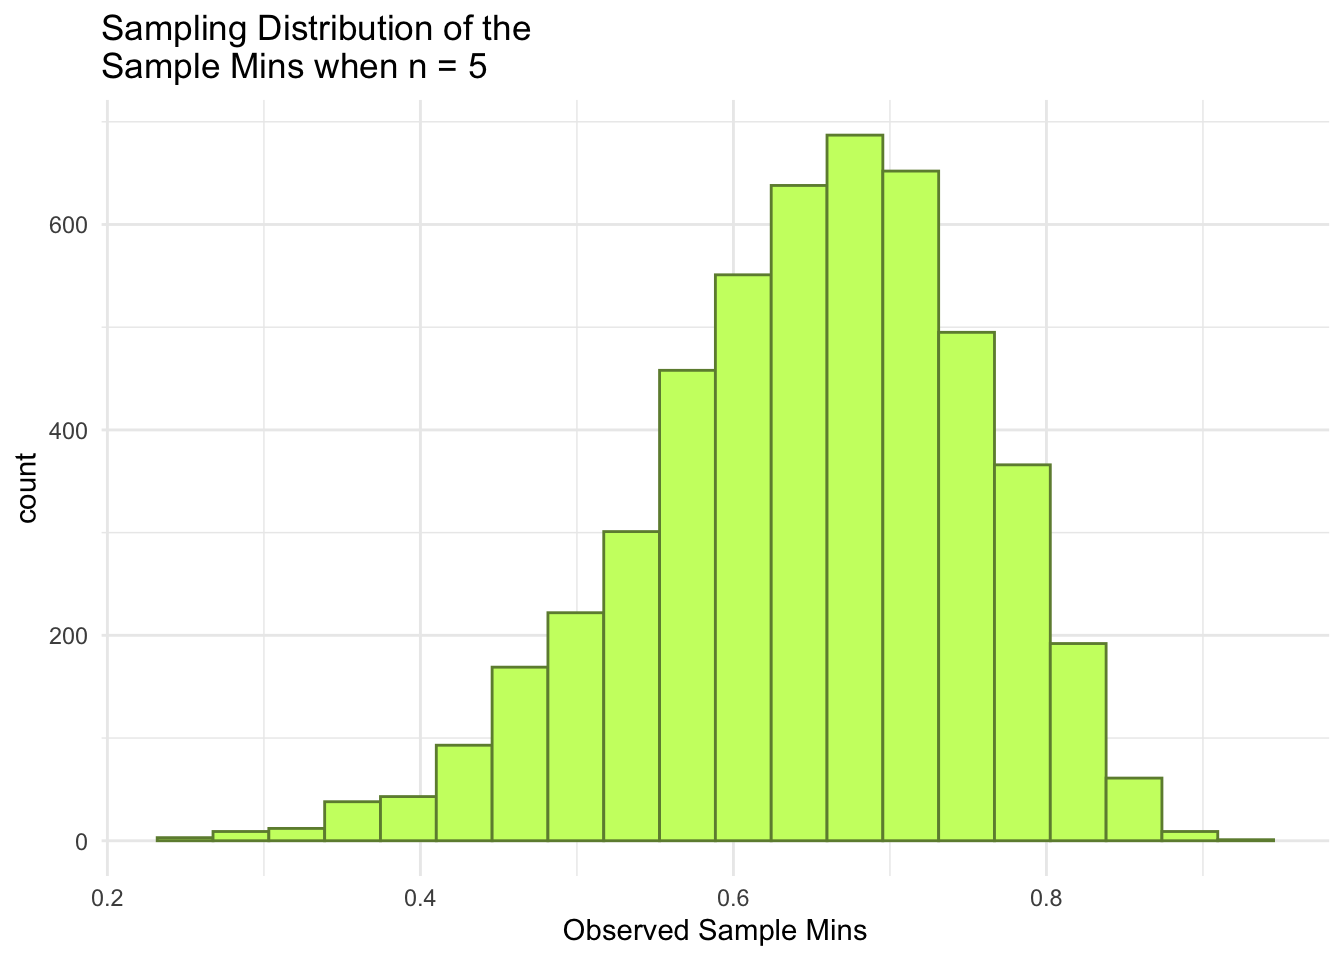 Sampling Distribution of the
Sample Mins when n = 5
600
400
200
0
count
0.2
0.4
0.6
0.8
Observed Sample Mins